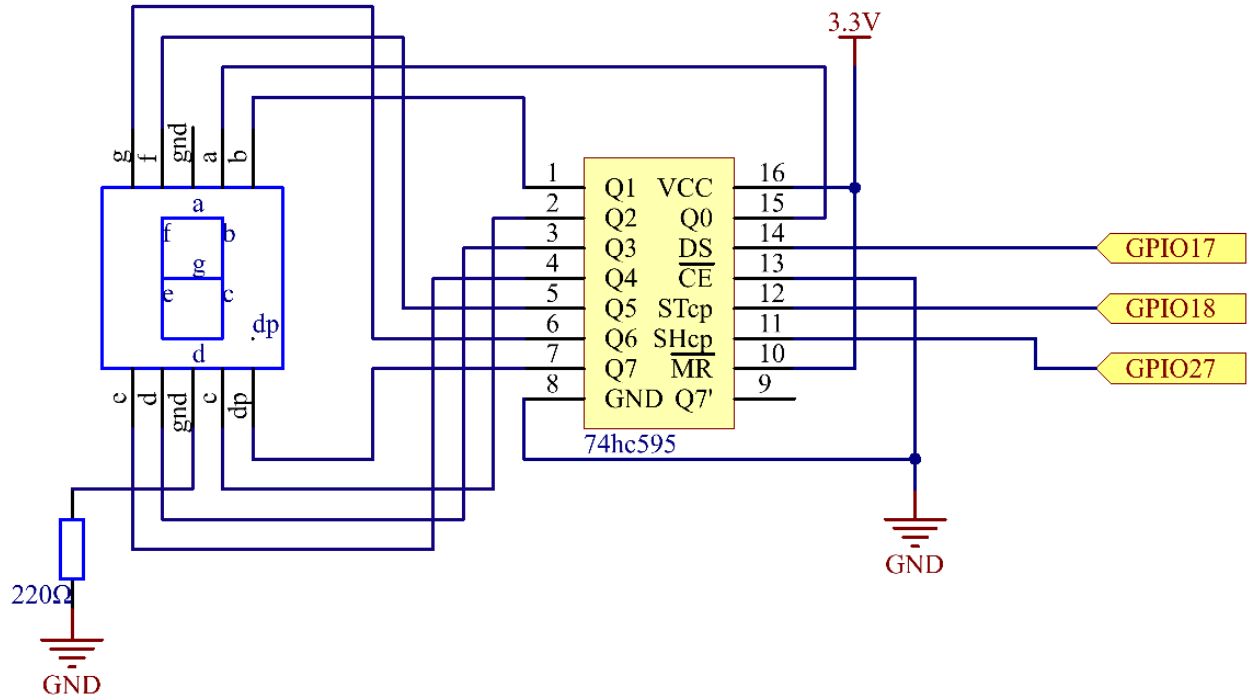 3.3V
g
f
gnd
a
b
a
f
b
g
e
c
dp
d
c
d
gnd
c
dp
220Ω
GND
1
2
3
4
5
6
7
8
Q1
Q2
Q3
Q4
Q5
Q6
Q7
GND
VCC
Q0
DS
CE
STcp
SHcp
MR
Q7'
16
15
14
13
12
11
10
9
74hc595
GPIO17
GPIO18
GPIO27
GND